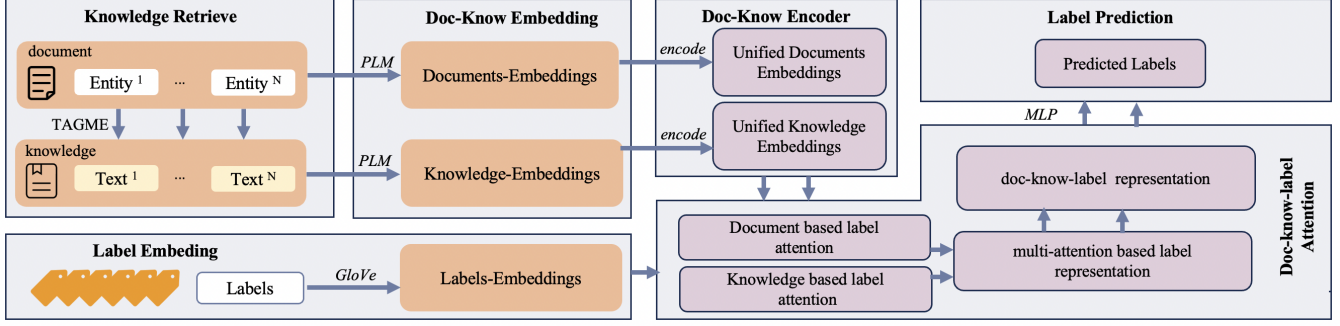 Knowledge Retrieve
document
Entity 1 ... Entity N
TAGME
knowledge
Text 1 ... Text N
PLM
PLM
Doc-Know Embedding
Documents-Embeddings
Knowledge-Embeddings
encode
encode
Doc-Know Encoder
Unified Documents
Embeddings
Unified Knowledge
Embeddings
Label Prediction
Predicted Labels
MLP
Label Embeding
Labels
GloVe
Labels-Embeddings
Document based label
attention
Knowledge based label
attention
doc-know-label representation
multi-attention based label
representation
Doc-know-label
Attention